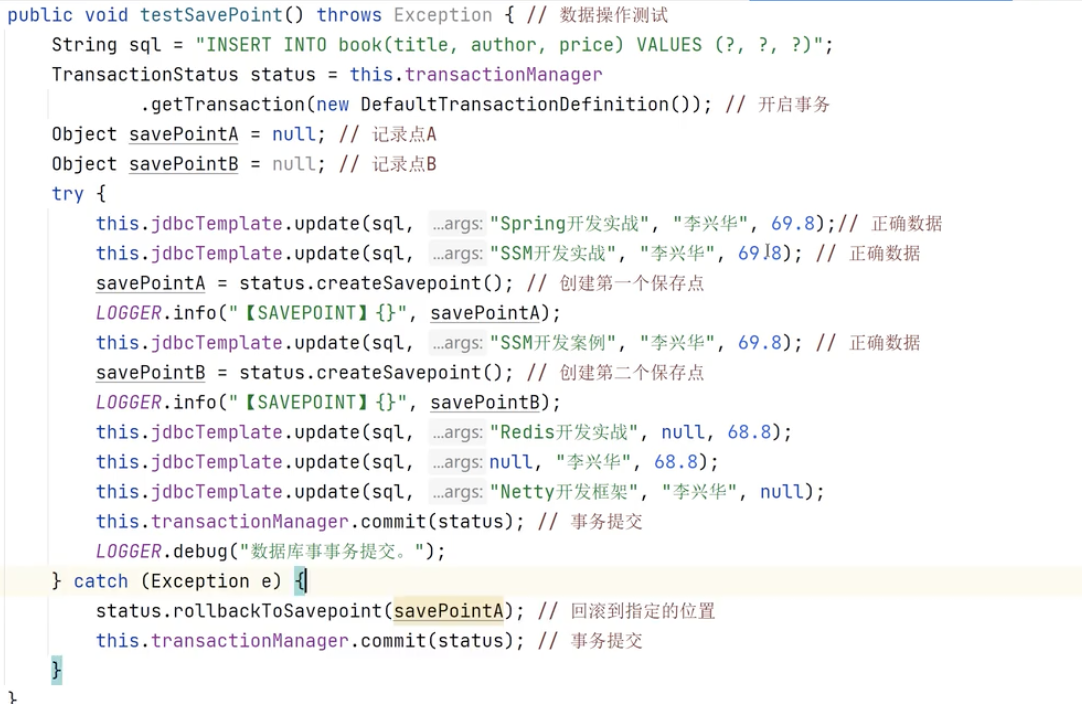 public void testSavePoint() throws Exception { // 数据操作测试
String sql = "INSERT INTO book(title, author, price) VALUES (?, ?, ?)";
TransactionStatus status = this.transactionManager
.getTransaction(new DefaultTransactionDefinition()); // 开启事务
Object savePointA = null; // 记录点A
Object savePointB = null; // 记录点B
try {
this.jdbcTemplate.update(sql, ...args: "Spring开发实战", "李兴华", 69.8);// 正确数据
this.jdbcTemplate.update(sql, ...args: "SSM开发实战", "李兴华", 69.8); // 正确数据
savePointA = status.createSavepoint(); // 创建第一个保存点
LOGGER.info("【SAVEPOINT】{}", savePointA);
this.jdbcTemplate.update(sql, ...args: "SSM开发案例", "李兴华", 69.8); // 正确数据
savePointB = status.createSavepoint(); // 创建第二个保存点
LOGGER.info("【SAVEPOINT】{}", savePointB);
this.jdbcTemplate.update(sql, ...args: "Redis开发实战", null, 68.8);
this.jdbcTemplate.update(sql, ...args: null, "李兴华", 68.8);
this.jdbcTemplate.update(sql, ...args: "Netty开发框架", "李兴华", null);
this.transactionManager.commit(status); // 事务提交
LOGGER.debug("数据库事事务提交。");
} catch (Exception e) {
status.rollbackToSavepoint(savePointA); // 回滚到指定的位置
this.transactionManager.commit(status); // 事务提交
}
}